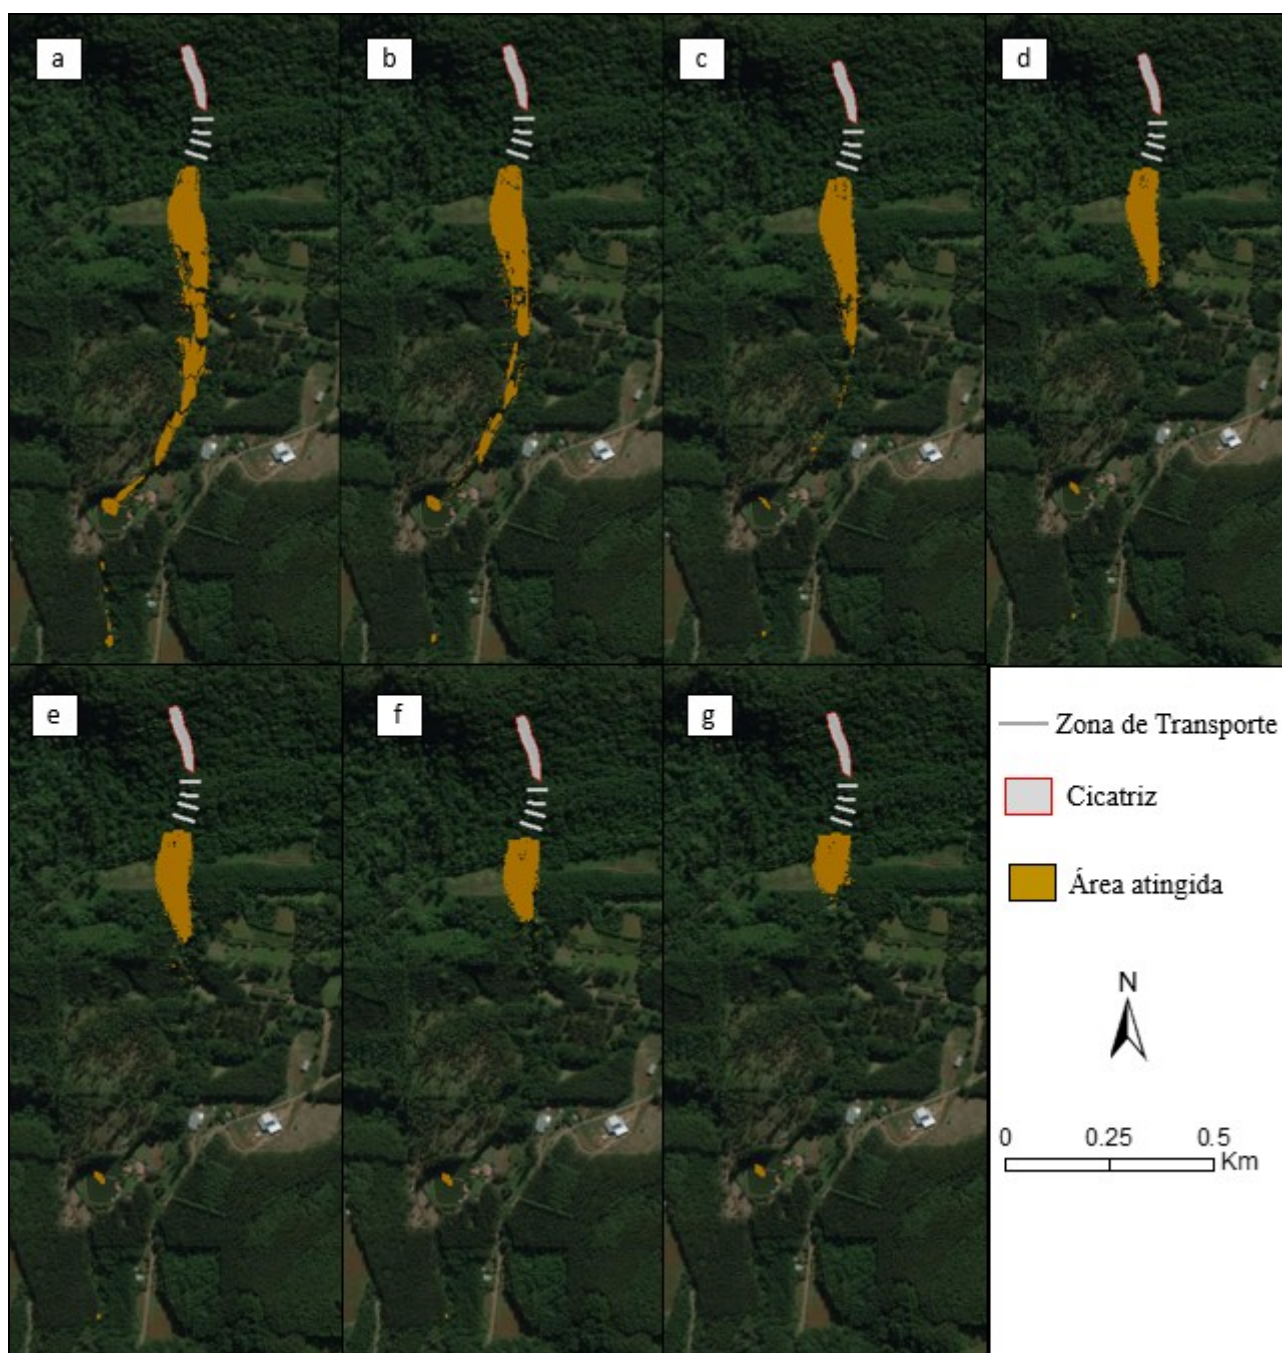 a
b
c
d
e
f
g
Zona de Transporte
Cicatriz
Área atingida
N
0 0.25 0.5
Km